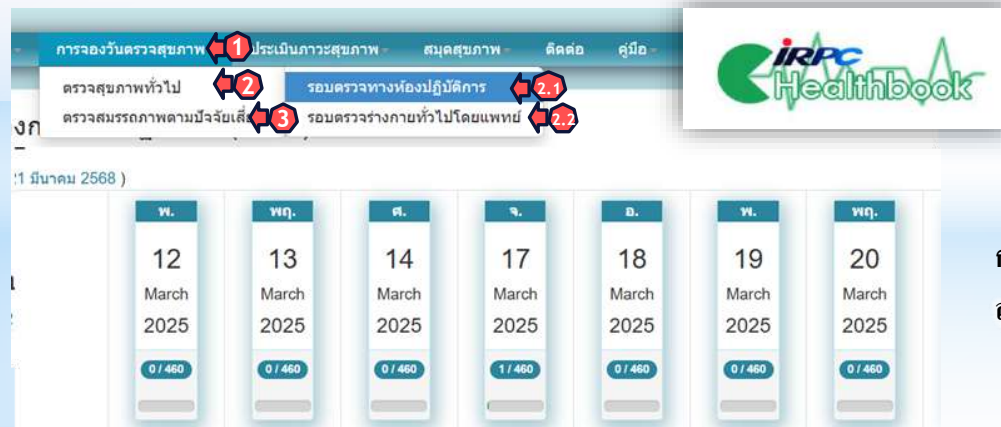 การจองวันตรวจสุขภาพ 1 ประเมินภาวะสุขภาพ สมุดสุขภาพ ติดต่อ คู่มือ
iRPC
Healthbook
ตรวจสุขภาพทั่วไป 2 รอบตรวจทางห้องปฏิบัติการ 2.1
ตรวจสมรรถภาพตามปัจจัยเสี่ 3 รอบตรวจร่างกายทั่วไปโดยแพทย์ 2.2
21 มีนาคม 2568 )
พ. พฤ. ศ. จ. อ. พ. พฤ.
12 13 14 17 18 19 20
March March March March March March March
2025 2025 2025 2025 2025 2025 2025
0 / 460 0 / 460 0 / 460 1 / 460 0 / 460 0 / 460 0 / 460